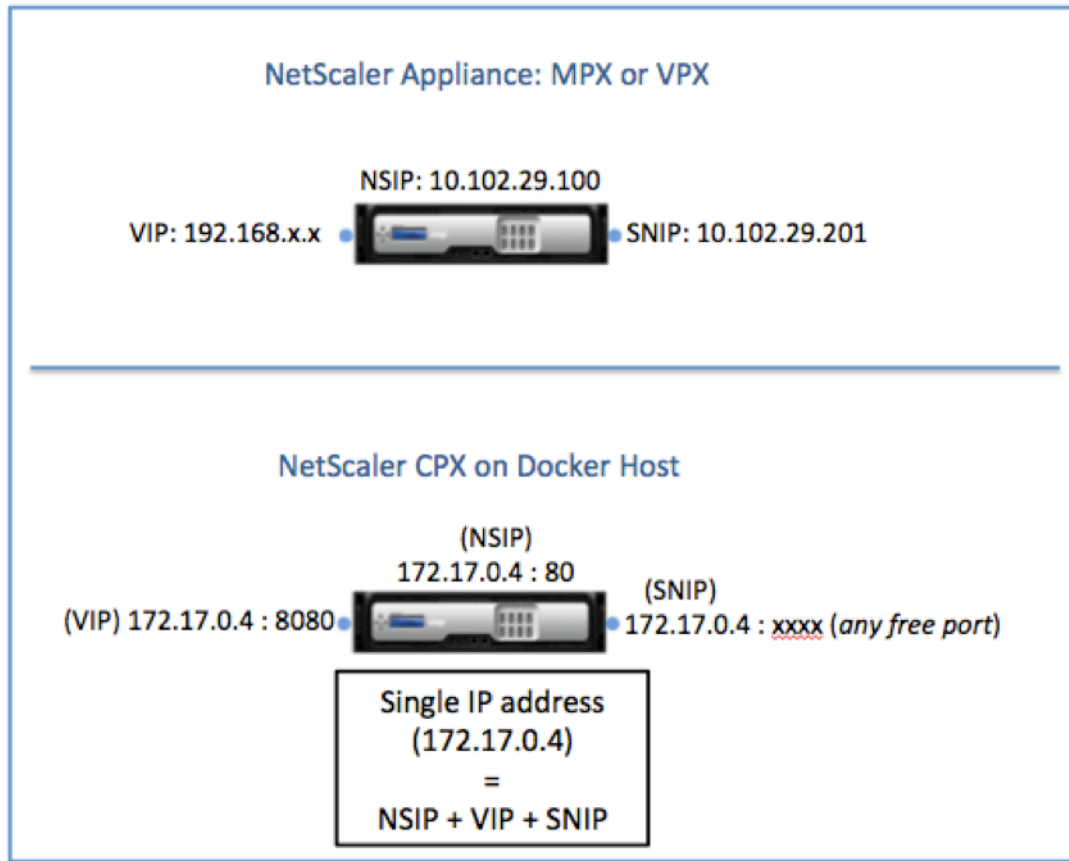 NetScaler Appliance: MPX or VPX
NSIP: 10.102.29.100
VIP: 192.168.x.x
SNIP: 10.102.29.201
NetScaler CPX on Docker Host
(NSIP)
172.17.0.4 : 80
(VIP) 172.17.0.4 : 8080
(SNIP)
172.17.0.4 : xxxx (any free port)
Single IP address
(172.17.0.4)
=
NSIP + VIP + SNIP